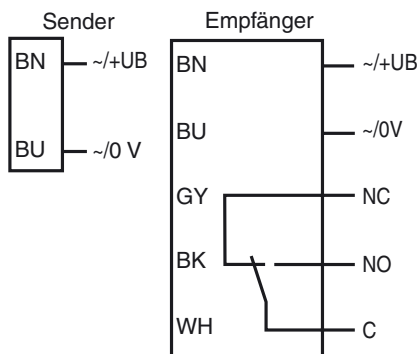 Sender
BN ~/+UB
BU ~/0 V
Empfänger
BN ~/+UB
BU ~/0V
GY NC
BK NO
WH C